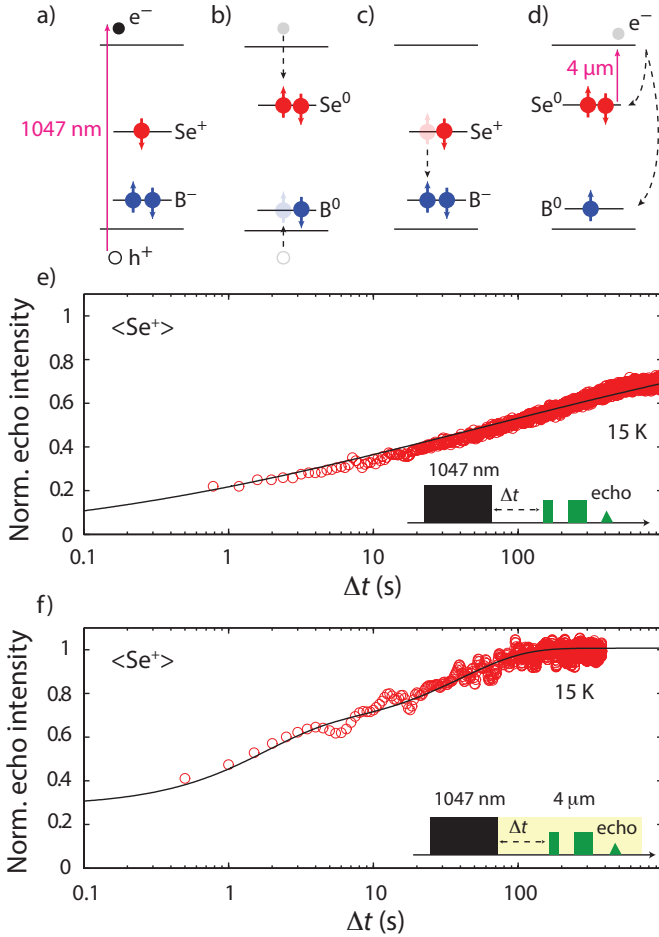 a) e⁻ b) c) d) e⁻
4 μm
Se⁰ Se⁰
1047 nm Se⁺ Se⁺
B⁻ B⁰ B⁻ B⁰
h⁺
e)
1
<Se⁺>
0.8
0.6
15 K
0.4
1047 nm
Δt echo
0.2
0
0.1 1 10 100
Norm. echo intensity
Δt (s)
f)
1
<Se⁺>
0.8
15 K
0.6
0.4
1047 nm 4 μm
Δt echo
0.2
0
0.1 1 10 100
Norm. echo intensity
Δt (s)